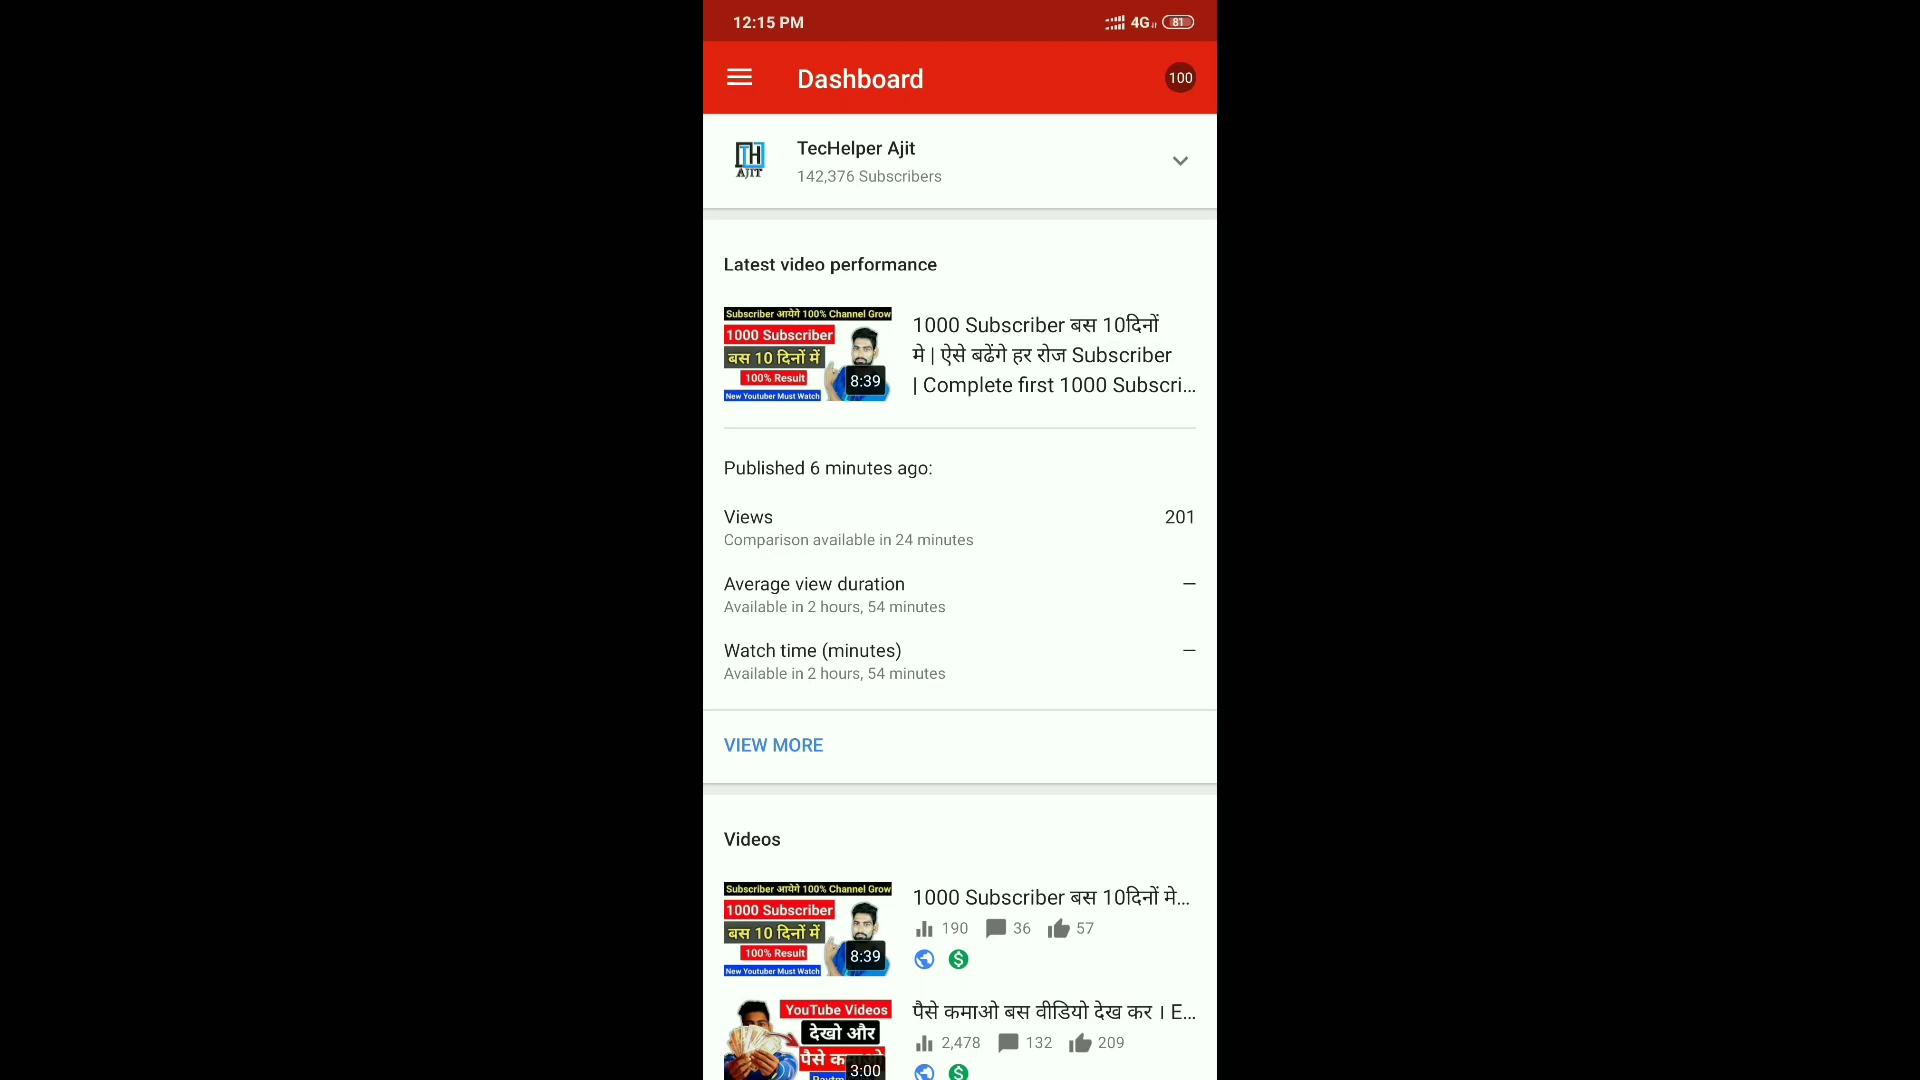 12:15 PM
4G
81
Dashboard
100
TH
AJIT
TecHelper Ajit
142,376 Subscribers
Latest video performance
Subscriber आयेगे 100% Channel Grow
1000 Subscriber
बस 10 दिनों में
100% Result
New Youtuber Must Watch
8:39
1000 Subscriber बस 10दिनों
मे | ऐसे बढेंगे हर रोज Subscriber
| Complete first 1000 Subscri...
Published 6 minutes ago:
Views
201
Comparison available in 24 minutes
Average view duration
—
Available in 2 hours, 54 minutes
Watch time (minutes)
—
Available in 2 hours, 54 minutes
VIEW MORE
Videos
Subscriber आयेगे 100% Channel Grow
1000 Subscriber
बस 10 दिनों में
100% Result
New Youtuber Must Watch
8:39
1000 Subscriber बस 10दिनों मे...
190 36 57
YouTube Videos
देखो और
पैसे कमाओ
Paytm
3:00
पैसे कमाओ बस वीडियो देख कर । E...
2,478 132 209